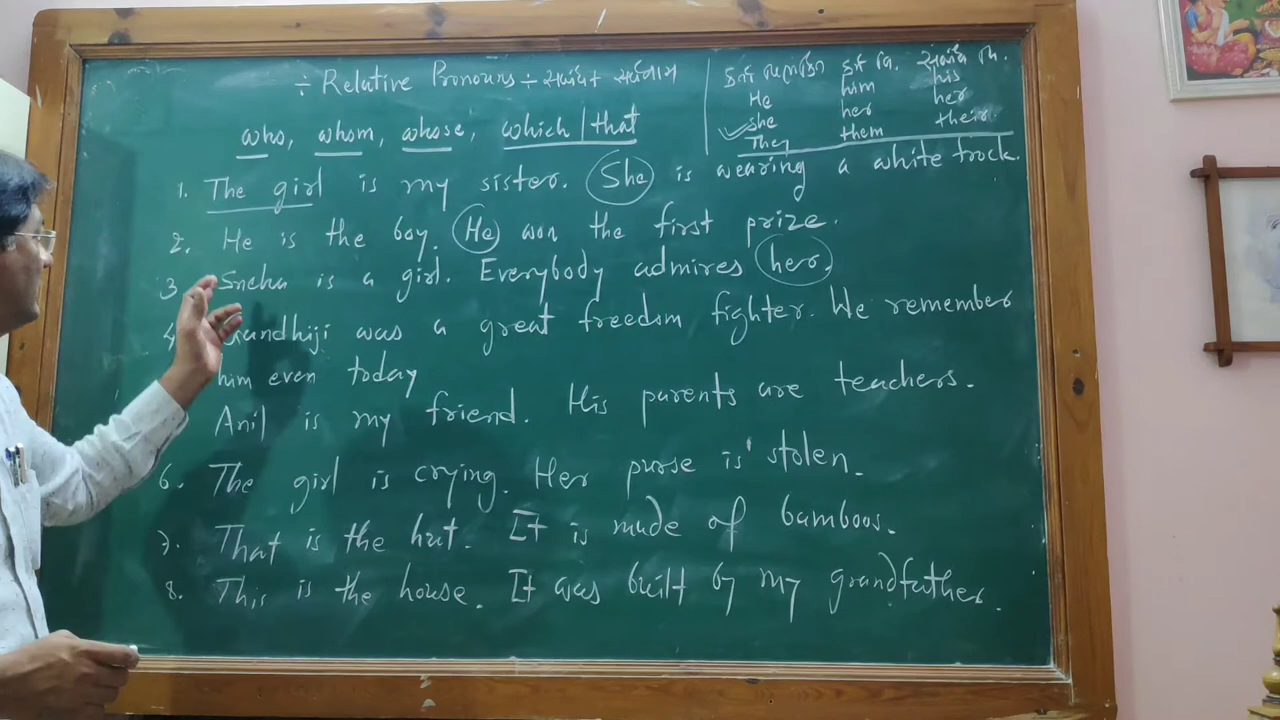 ÷ Relative Pronouns ÷ સાપેક્ષ સર્વનામ
who, whom, whose, which / that
કર્તા વિભક્તિ કર્મ વિ. સંબંધ વિ.
He him his
She her her
They them their
1. The girl is my sister. She is wearing a white frock.
2. He is the boy. He won the first prize.
3 Sneha is a girl. Everybody admires her.
4 Gandhiji was a great freedom fighter. We remember
him even today
Anil is my friend. His parents are teachers.
6. The girl is crying. Her purse is stolen.
7. That is the hut. It is made of bamboos.
8. This is the house. It was built by my grandfather.